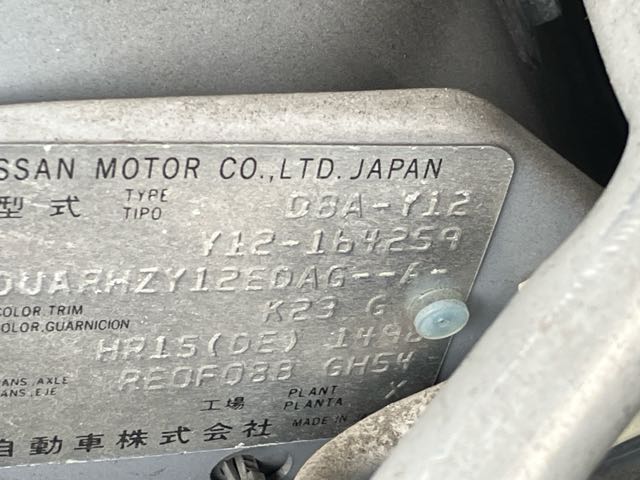 SSAN MOTOR CO.,LTD. JAPAN
型式 TYPE TIPO DBA-Y12
Y12-164259
UARHZY12EDAG--A-
COLOR,TRIM K23 G
COLOR,GUARNICION
HR15(DE) 149
ANS,AXLE RE0F08B GH54
ANS,EJE
工場 PLANT PLANTA X
自動車株式会社 MADE IN